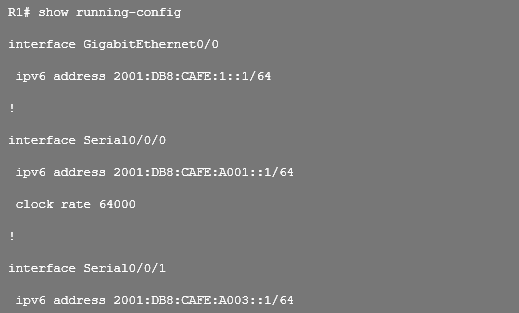 R1# show running-config
interface GigabitEthernet0/0
 ipv6 address 2001:DB8:CAFE:1::1/64
!
interface Serial0/0/0
 ipv6 address 2001:DB8:CAFE:A001::1/64
 clock rate 64000
!
interface Serial0/0/1
 ipv6 address 2001:DB8:CAFE:A003::1/64